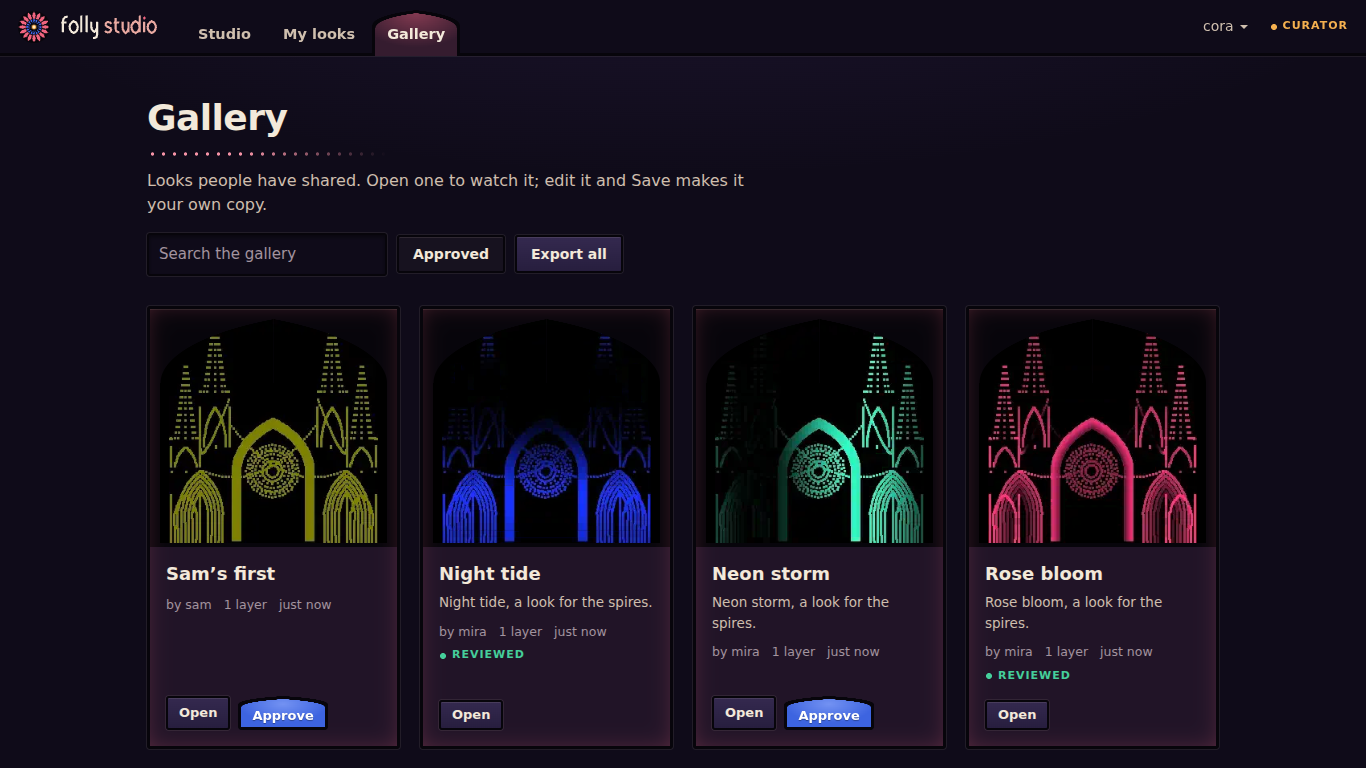 folly studio
Studio
My looks
Gallery
cora
CURATOR
Gallery
Looks people have shared. Open one to watch it; edit it and Save makes it
your own copy.
Search the gallery
Approved
Export all
Sam’s first
by sam 1 layer just now
Open
Approve
Night tide
Night tide, a look for the spires.
by mira 1 layer just now
REVIEWED
Open
Neon storm
Neon storm, a look for the
spires.
by mira 1 layer just now
Open
Approve
Rose bloom
Rose bloom, a look for the
spires.
by mira 1 layer just now
REVIEWED
Open